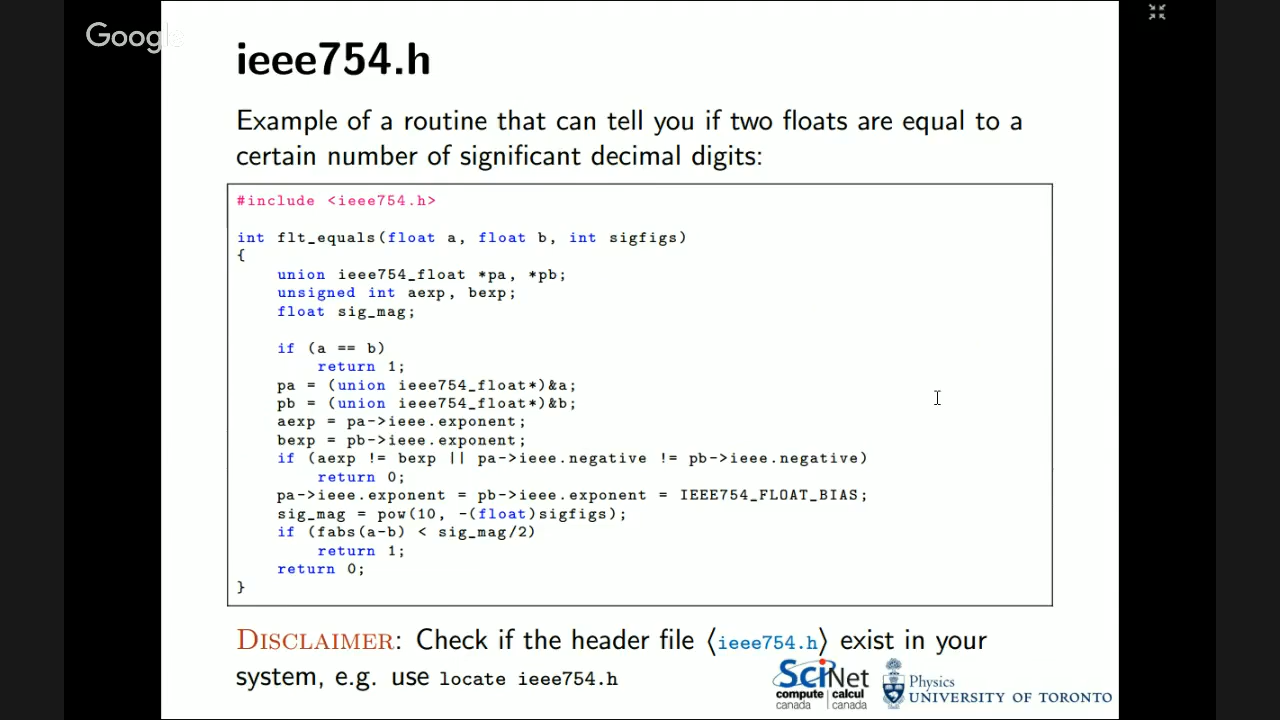 Google
ieee754.h
Example of a routine that can tell you if two floats are equal to a
certain number of significant decimal digits:
#include <ieee754.h>
int flt_equals(float a, float b, int sigfigs)
{
union ieee754_float *pa, *pb;
unsigned int aexp, bexp;
float sig_mag;
if (a == b)
return 1;
pa = (union ieee754_float*)&a;
pb = (union ieee754_float*)&b;
aexp = pa->ieee.exponent;
bexp = pb->ieee.exponent;
if (aexp != bexp || pa->ieee.negative != pb->ieee.negative)
return 0;
pa->ieee.exponent = pb->ieee.exponent = IEEE754_FLOAT_BIAS;
sig_mag = pow(10, -(float)sigfigs);
if (fabs(a-b) < sig_mag/2)
return 1;
return 0;
}
DISCLAIMER: Check if the header file ⟨ieee754.h⟩ exist in your
system, e.g. use locate ieee754.h
SciNet
compute | calcul
canada | canada
Physics
UNIVERSITY OF TORONTO